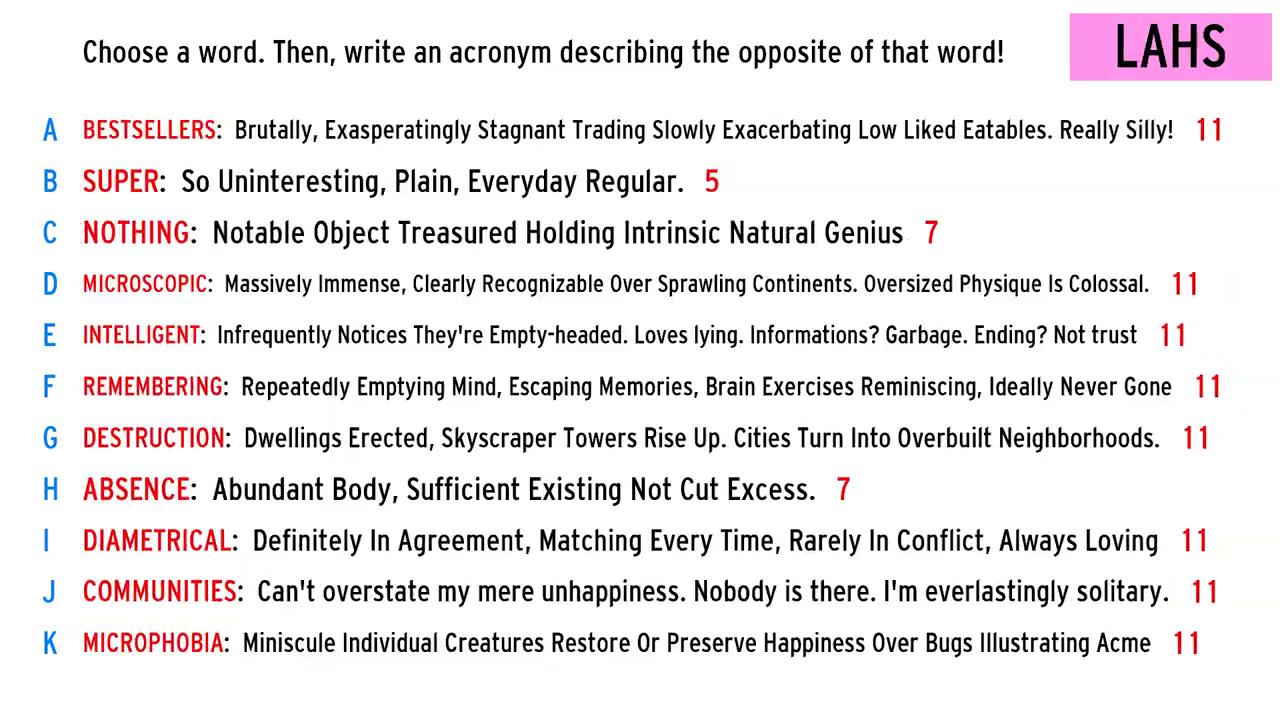 Choose a word. Then, write an acronym describing the opposite of that word!
LAHS
A BESTSELLERS: Brutally, Exasperatingly Stagnant Trading Slowly Exacerbating Low Liked Eatables. Really Silly! 11
B SUPER: So Uninteresting, Plain, Everyday Regular. 5
C NOTHING: Notable Object Treasured Holding Intrinsic Natural Genius 7
D MICROSCOPIC: Massively Immense, Clearly Recognizable Over Sprawling Continents. Oversized Physique Is Colossal. 11
E INTELLIGENT: Infrequently Notices They're Empty-headed. Loves lying. Informations? Garbage. Ending? Not trust 11
F REMEMBERING: Repeatedly Emptying Mind, Escaping Memories, Brain Exercises Reminiscing, Ideally Never Gone 11
G DESTRUCTION: Dwellings Erected, Skyscraper Towers Rise Up. Cities Turn Into Overbuilt Neighborhoods. 11
H ABSENCE: Abundant Body, Sufficient Existing Not Cut Excess. 7
I DIAMETRICAL: Definitely In Agreement, Matching Every Time, Rarely In Conflict, Always Loving 11
J COMMUNITIES: Can't overstate my mere unhappiness. Nobody is there. I'm everlastingly solitary. 11
K MICROPHOBIA: Miniscule Individual Creatures Restore Or Preserve Happiness Over Bugs Illustrating Acme 11